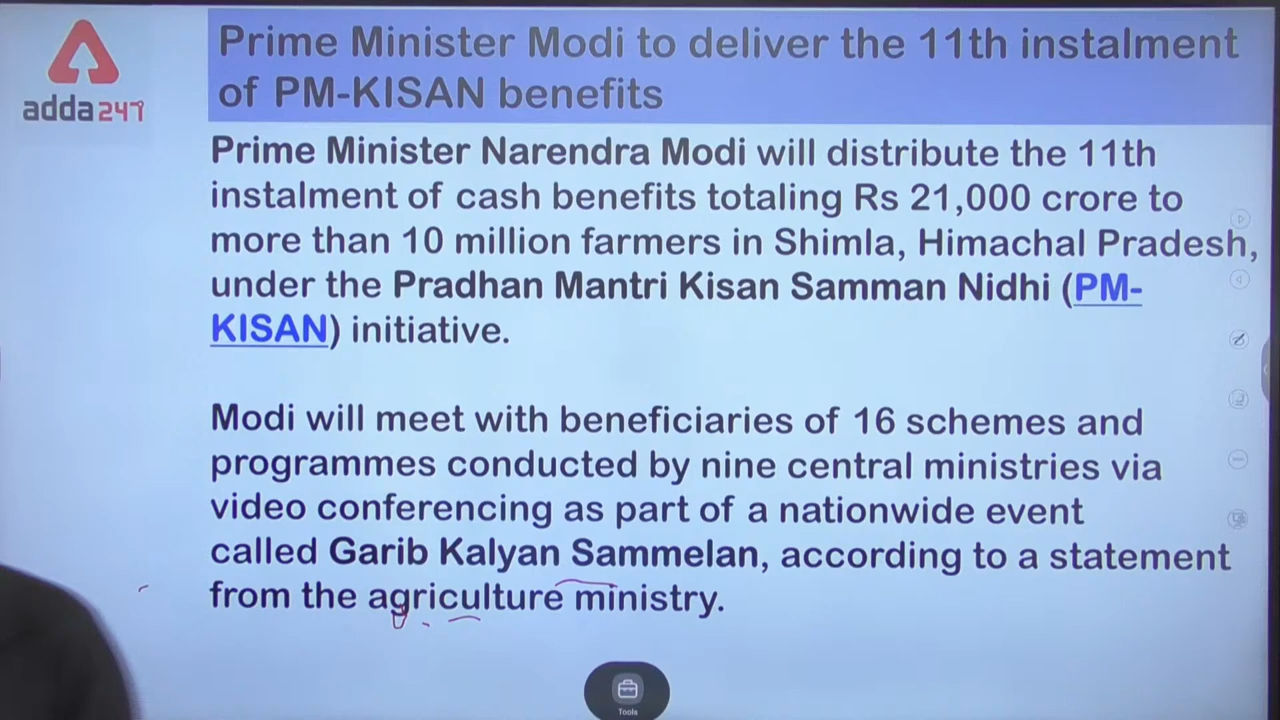 adda247
Prime Minister Modi to deliver the 11th instalment
of PM-KISAN benefits
Prime Minister Narendra Modi will distribute the 11th
instalment of cash benefits totaling Rs 21,000 crore to
more than 10 million farmers in Shimla, Himachal Pradesh,
under the Pradhan Mantri Kisan Samman Nidhi (PM-
KISAN) initiative.
Modi will meet with beneficiaries of 16 schemes and
programmes conducted by nine central ministries via
video conferencing as part of a nationwide event
called Garib Kalyan Sammelan, according to a statement
from the agriculture ministry.
Tools